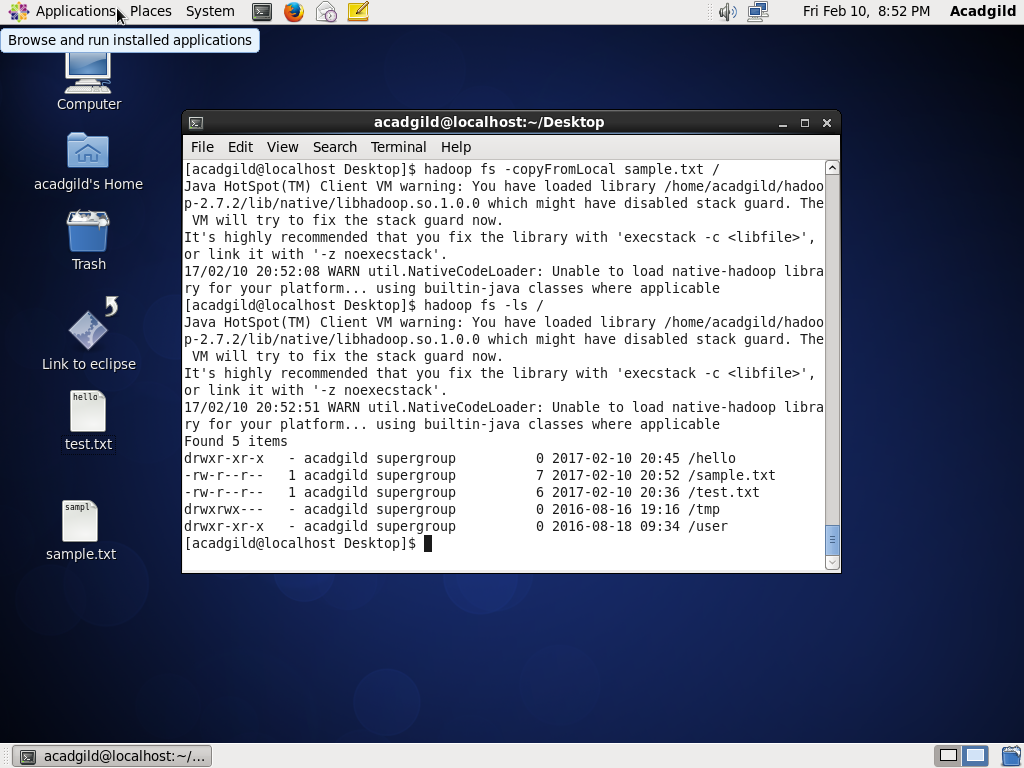 Applications Places System Fri Feb 10, 8:52 PM Acadgild
Browse and run installed applications
Computer
acadgild's Home
Trash
Link to eclipse
hello
test.txt
sampl
sample.txt
acadgild@localhost:~/Desktop
File Edit View Search Terminal Help
[acadgild@localhost Desktop]$ hadoop fs -copyFromLocal sample.txt /
Java HotSpot(TM) Client VM warning: You have loaded library /home/acadgild/hadoo
p-2.7.2/lib/native/libhadoop.so.1.0.0 which might have disabled stack guard. The
 VM will try to fix the stack guard now.
It's highly recommended that you fix the library with 'execstack -c <libfile>',
or link it with '-z noexecstack'.
17/02/10 20:52:08 WARN util.NativeCodeLoader: Unable to load native-hadoop libra
ry for your platform... using builtin-java classes where applicable
[acadgild@localhost Desktop]$ hadoop fs -ls /
Java HotSpot(TM) Client VM warning: You have loaded library /home/acadgild/hadoo
p-2.7.2/lib/native/libhadoop.so.1.0.0 which might have disabled stack guard. The
 VM will try to fix the stack guard now.
It's highly recommended that you fix the library with 'execstack -c <libfile>',
or link it with '-z noexecstack'.
17/02/10 20:52:51 WARN util.NativeCodeLoader: Unable to load native-hadoop libra
ry for your platform... using builtin-java classes where applicable
Found 5 items
drwxr-xr-x   - acadgild supergroup          0 2017-02-10 20:45 /hello
-rw-r--r--   1 acadgild supergroup          7 2017-02-10 20:52 /sample.txt
-rw-r--r--   1 acadgild supergroup          6 2017-02-10 20:36 /test.txt
drwxrwx---   - acadgild supergroup          0 2016-08-16 19:16 /tmp
drwxr-xr-x   - acadgild supergroup          0 2016-08-18 09:34 /user
[acadgild@localhost Desktop]$
acadgild@localhost:~/...